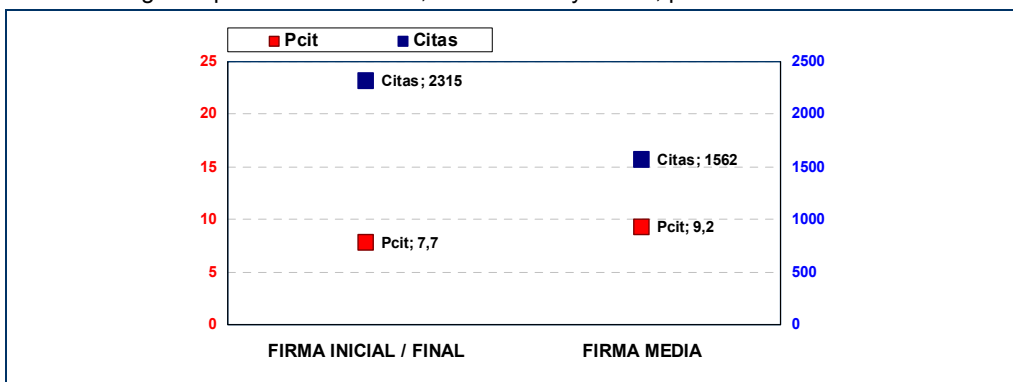 Pcit Citas
25 2500
Citas; 2315
20 2000
15 1500
Citas; 1562
10 1000
Pcit; 9,2
Pcit; 7,7
5 500
0 0
FIRMA INICIAL / FINAL FIRMA MEDIA